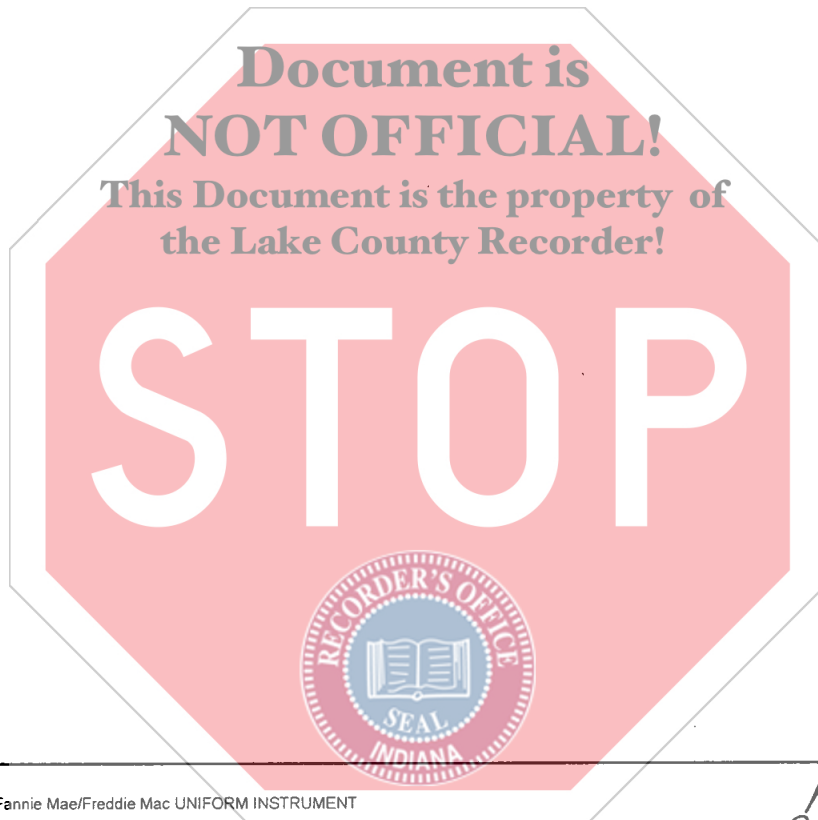 Document is
NOT OFFICIAL!
This Document is the property of
the Lake County Recorder!
STOP
RECORDER'S OFFICE
SEAL
INDIANA
Fannie Mae/Freddie Mac UNIFORM INSTRUMENT